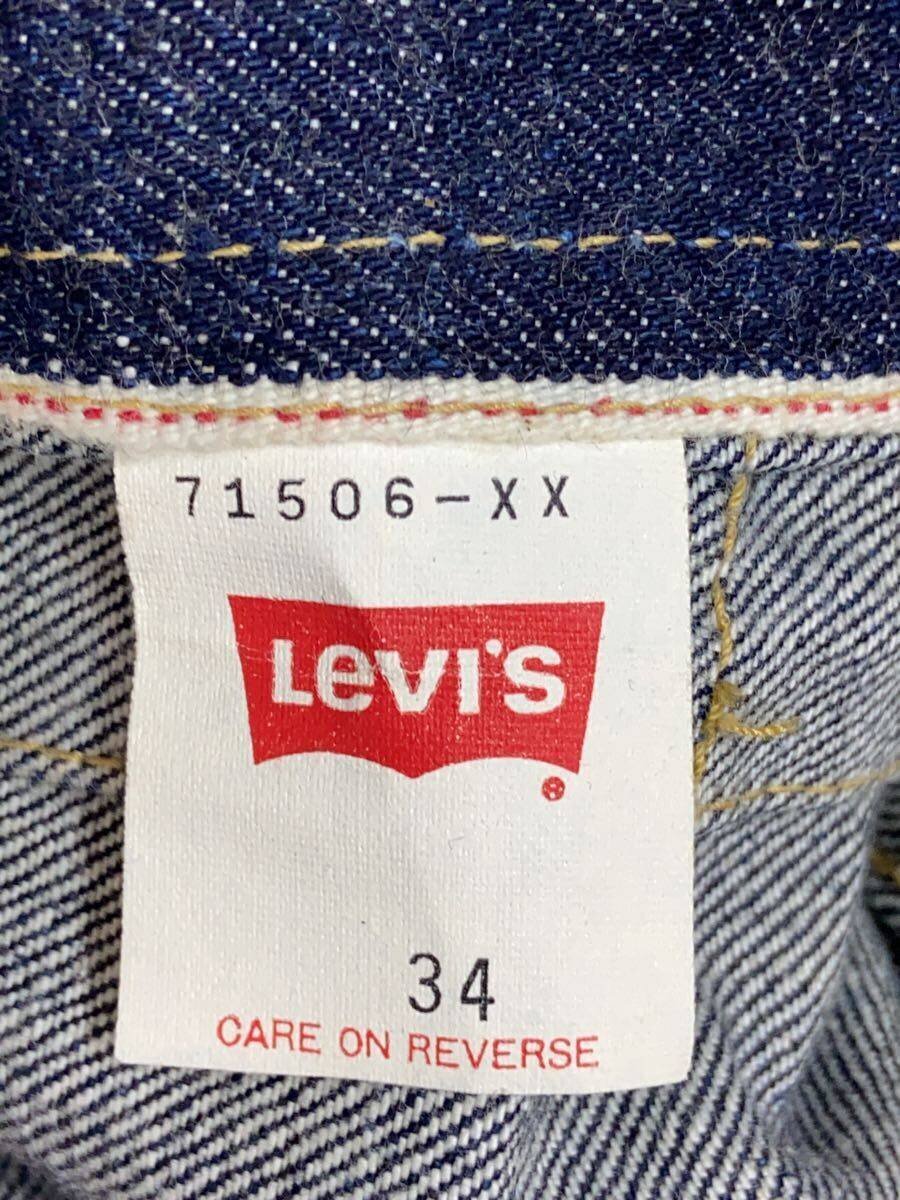 71506-XX
Levi's
®
34
CARE ON REVERSE